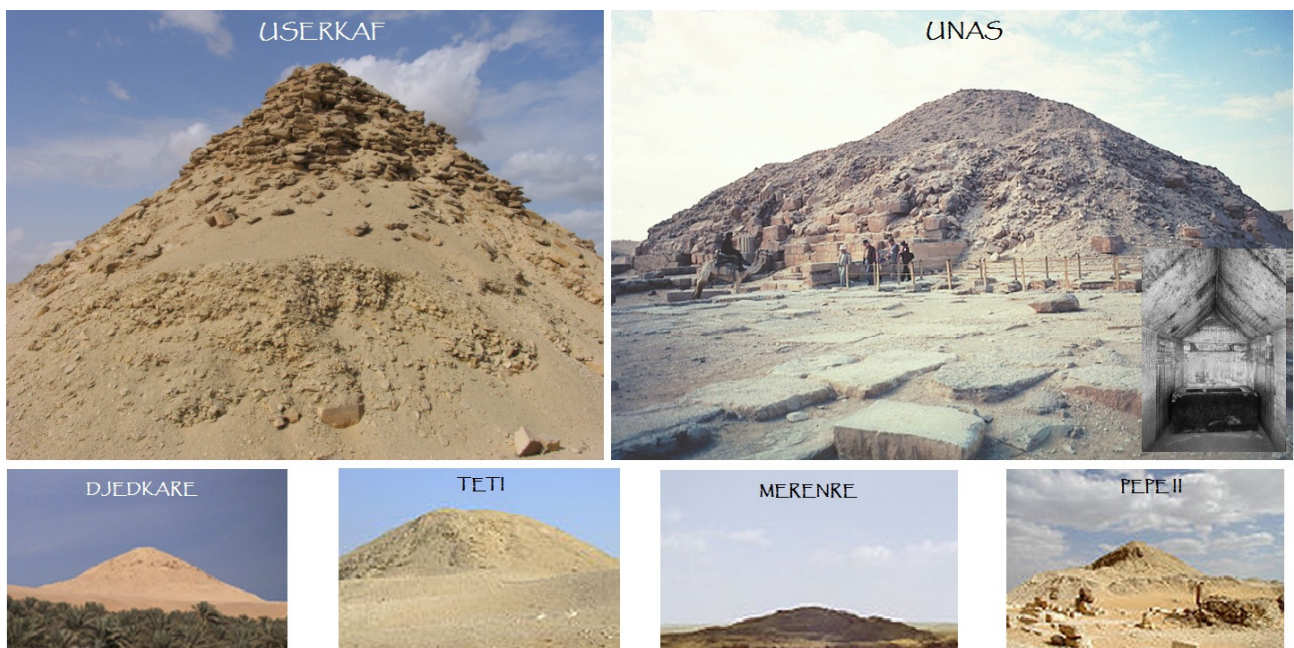 USERKAF
UNAS
DJEDKARE
TETI
MERENRE
PEPE II